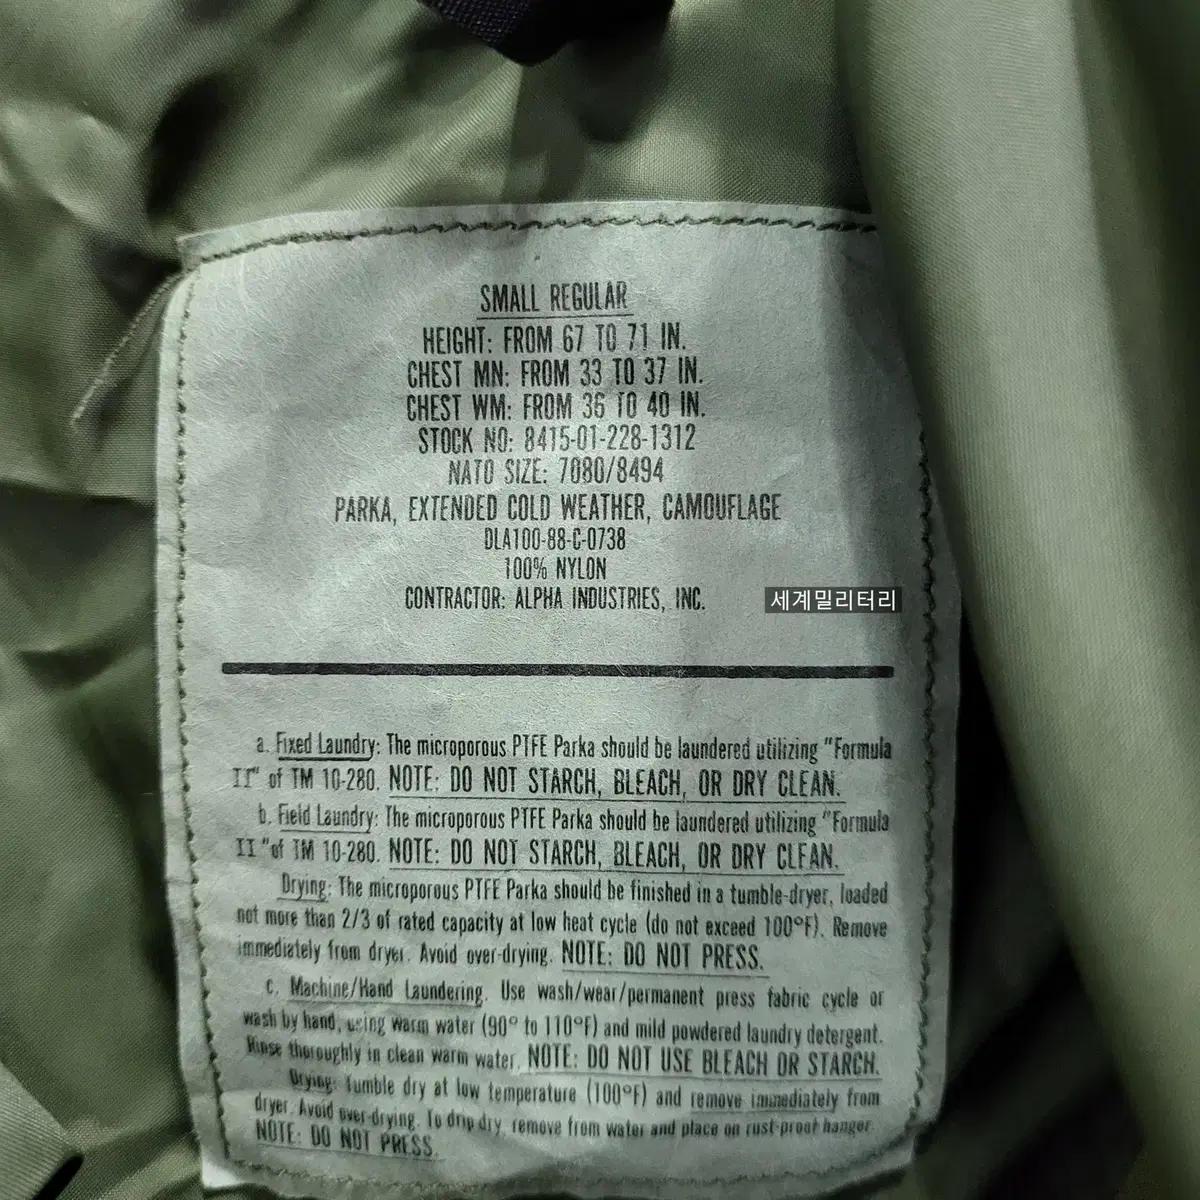 SMALL REGULAR
HEIGHT: FROM 67 TO 71 IN.
CHEST MN: FROM 33 TO 37 IN.
CHEST WM: FROM 36 TO 40 IN.
STOCK NO: 8415-01-228-1312
NATO SIZE: 7080/8494
PARKA, EXTENDED COLD WEATHER, CAMOUFLAGE
DLA100-88-C-0738
100% NYLON
CONTRACTOR: ALPHA INDUSTRIES, INC.
세계밀리터리
a. Fixed Laundry: The microporous PTFE Parka should be laundered utilizing "Formula
II" of TM 10-280. NOTE: DO NOT STARCH, BLEACH, OR DRY CLEAN.
b. Field Laundry: The microporous PTFE Parka should be laundered utilizing "Formula
II "of TM 10-280. NOTE: DO NOT STARCH, BLEACH, OR DRY CLEAN.
Drying: The microporous PTFE Parka should be finished in a tumble-dryer, loaded
not more than 2/3 of rated capacity at low heat cycle (do not exceed 100°F). Remove
immediately from dryer. Avoid over-drying. NOTE: DO NOT PRESS.
c. Machine/Hand Laundering. Use wash/wear/permanent press fabric cycle or
wash by hand, using warm water (90° to 110°F) and mild powdered laundry detergent.
Rinse thoroughly in clean warm water. NOTE: DO NOT USE BLEACH OR STARCH.
Drying: Tumble dry at low temperature (100°F) and remove immediately from
dryer. Avoid over-drying. To drip dry, remove from water and place on rust-proof hanger.
NOTE: DO NOT PRESS.